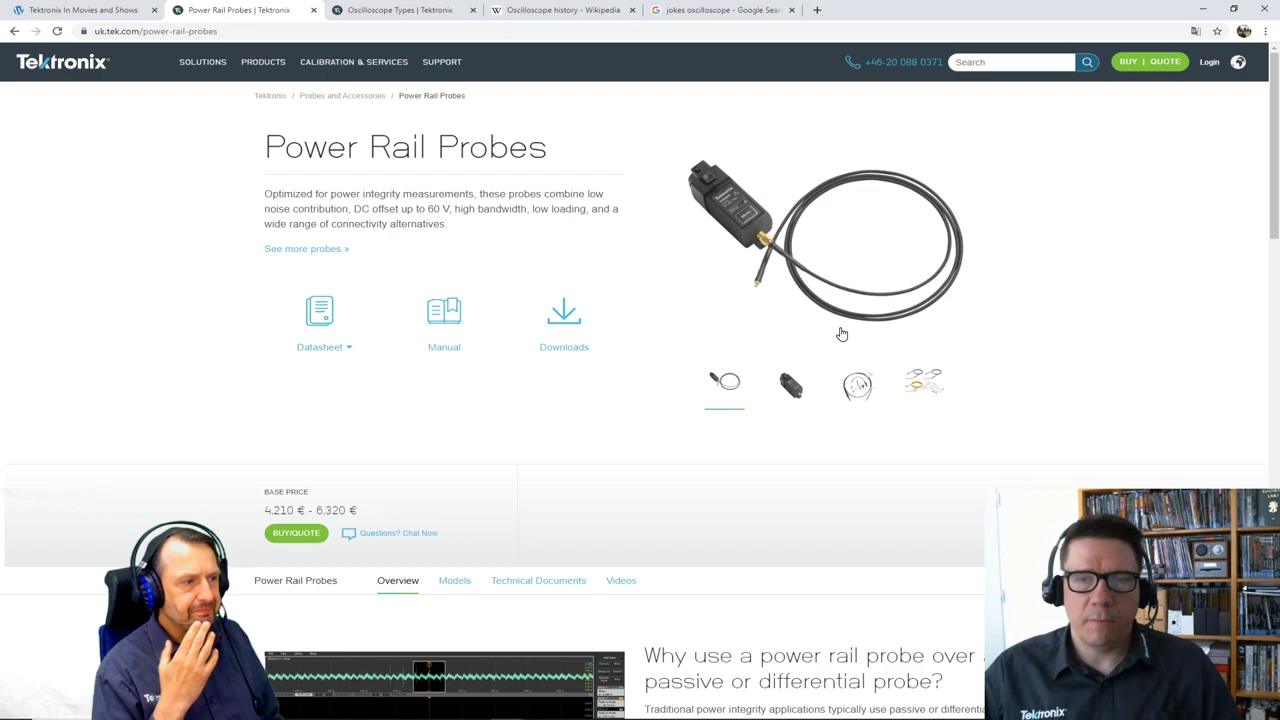 Tektronix In Movies and Shows
Power Rail Probes | Tektronix
Oscilloscope Types | Tektronix
Oscilloscope history - Wikipedia
jokes oscilloscope - Google Sear
uk.tek.com/power-rail-probes
Tektronix
SOLUTIONS
PRODUCTS
CALIBRATION & SERVICES
SUPPORT
+46-20 088 0371
Search
BUY | QUOTE
Login
Tektronix / Probes and Accessories / Power Rail Probes
Power Rail Probes
Optimized for power integrity measurements, these probes combine low
noise contribution, DC offset up to 60 V, high bandwidth, low loading, and a
wide range of connectivity alternatives.
See more probes »
Datasheet
Manual
Downloads
BASE PRICE
4,210 € - 6,320 €
BUY/QUOTE
Questions? Chat Now
Power Rail Probes
Overview
Models
Technical Documents
Videos
Why use a power rail probe over
passive or differential probe?
Traditional power integrity applications typically use passive or differen
Tektronix